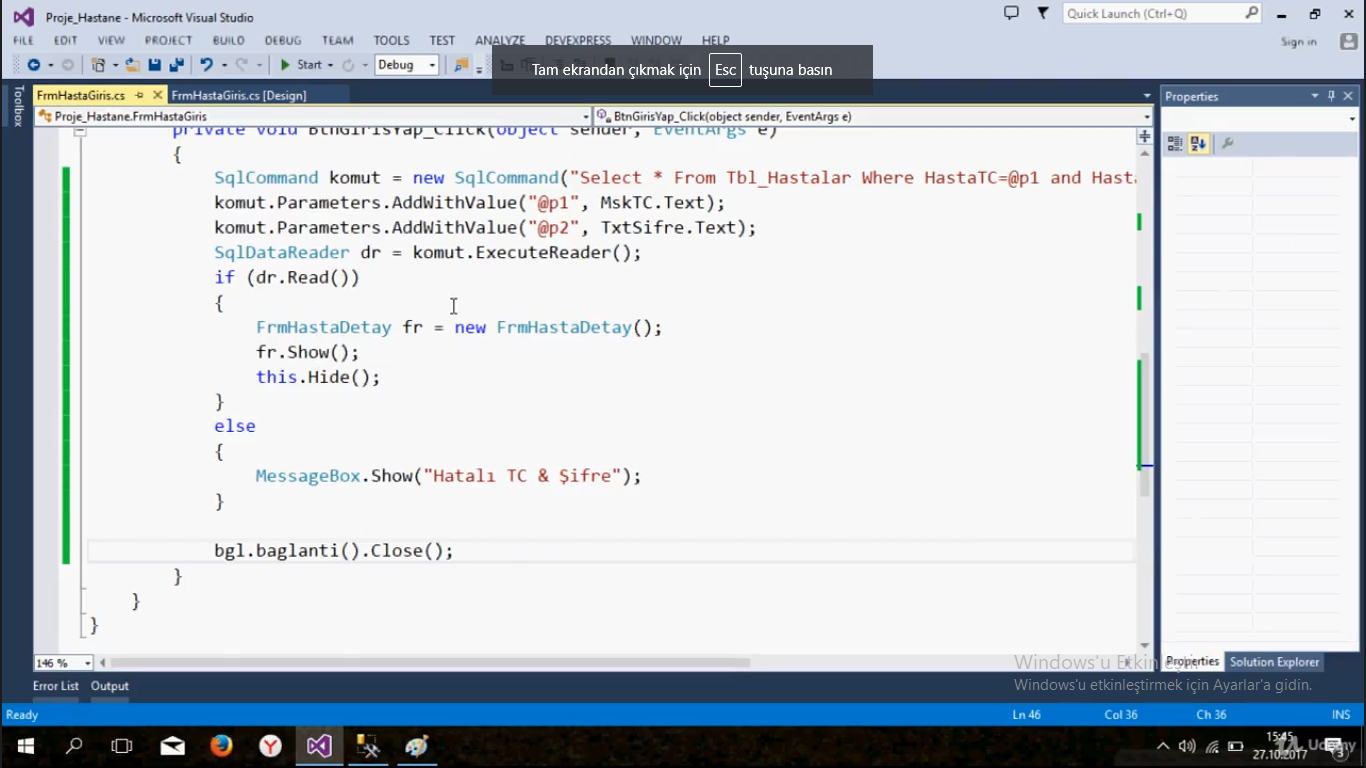 Proje_Hastane - Microsoft Visual Studio
Quick Launch (Ctrl+Q)
FILE EDIT VIEW PROJECT BUILD DEBUG TEAM TOOLS TEST ANALYZE DEVEXPRESS WINDOW HELP
Sign in
Start Debug
Tam ekrandan çıkmak için Esc tuşuna basın
Toolbox
FrmHastaGiris.cs FrmHastaGiris.cs [Design]
Properties
Proje_Hastane.FrmHastaGiris
BtnGirisYap_Click(object sender, EventArgs e)
private void BtnGirisYap_Click(object sender, EventArgs e)
{
SqlCommand komut = new SqlCommand("Select * From Tbl_Hastalar Where HastaTC=@p1 and Hasta
komut.Parameters.AddWithValue("@p1", MskTC.Text);
komut.Parameters.AddWithValue("@p2", TxtSifre.Text);
SqlDataReader dr = komut.ExecuteReader();
if (dr.Read())
{
FrmHastaDetay fr = new FrmHastaDetay();
fr.Show();
this.Hide();
}
else
{
MessageBox.Show("Hatalı TC & Şifre");
}
bgl.baglanti().Close();
}
}
}
146 %
Windows'u Etkinleştir
Properties Solution Explorer
Windows'u etkinleştirmek için Ayarlar'a gidin.
Error List Output
Ready
Ln 46 Col 36 Ch 36 INS
15:45
27.10.2017
Udemy
3